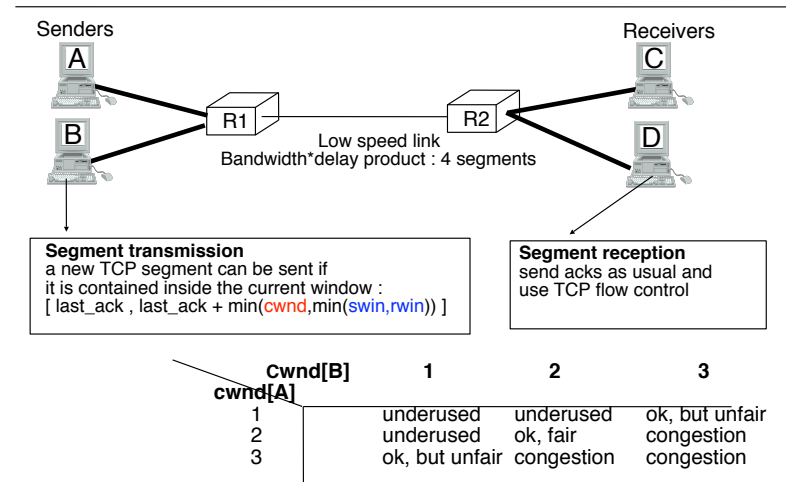 Senders
Receivers
A
C
R1
R2
B
D
Low speed link
Bandwidth*delay product : 4 segments
Segment transmission
a new TCP segment can be sent if
it is contained inside the current window :
[ last_ack , last_ack + min(cwnd,min(swin,rwin)) ]
Segment reception
send acks as usual and
use TCP flow control
Cwnd[B] 1 2 3
cwnd[A]
1 underused underused ok, but unfair
2 underused ok, fair congestion
3 ok, but unfair congestion congestion